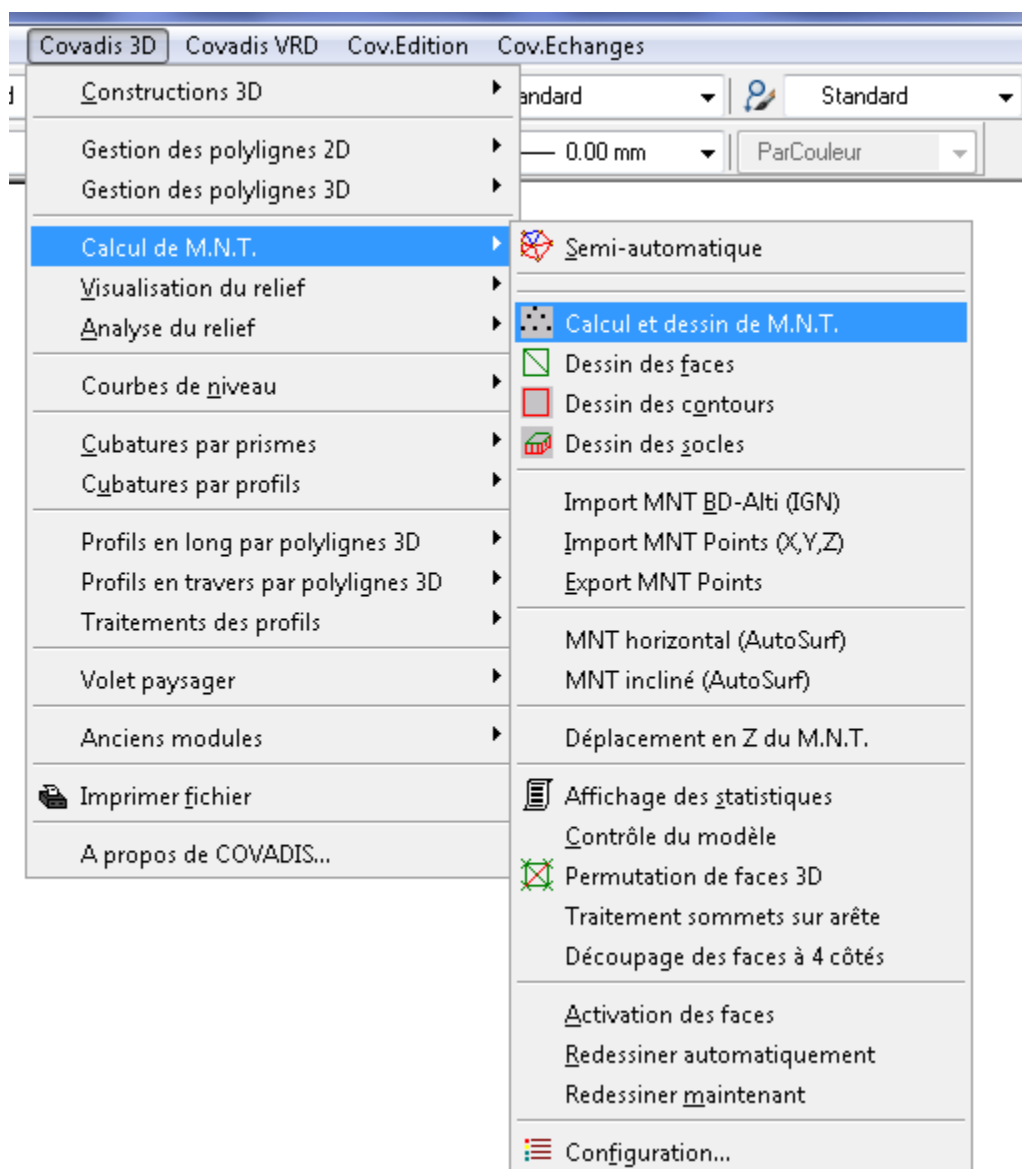 Covadis 3D Covadis VRD Cov.Edition Cov.Echanges
andard Standard
0.00 mm ParCouleur
Constructions 3D
Gestion des polylignes 2D
Gestion des polylignes 3D
Calcul de M.N.T.
Visualisation du relief
Analyse du relief
Courbes de niveau
Cubatures par prismes
Cubatures par profils
Profils en long par polylignes 3D
Profils en travers par polylignes 3D
Traitements des profils
Volet paysager
Anciens modules
Imprimer fichier
A propos de COVADIS...
Semi-automatique
Calcul et dessin de M.N.T.
Dessin des faces
Dessin des contours
Dessin des socles
Import MNT BD-Alti (IGN)
Import MNT Points (X,Y,Z)
Export MNT Points
MNT horizontal (AutoSurf)
MNT incliné (AutoSurf)
Déplacement en Z du M.N.T.
Affichage des statistiques
Contrôle du modèle
Permutation de faces 3D
Traitement sommets sur arête
Découpage des faces à 4 côtés
Activation des faces
Redessiner automatiquement
Redessiner maintenant
Configuration...